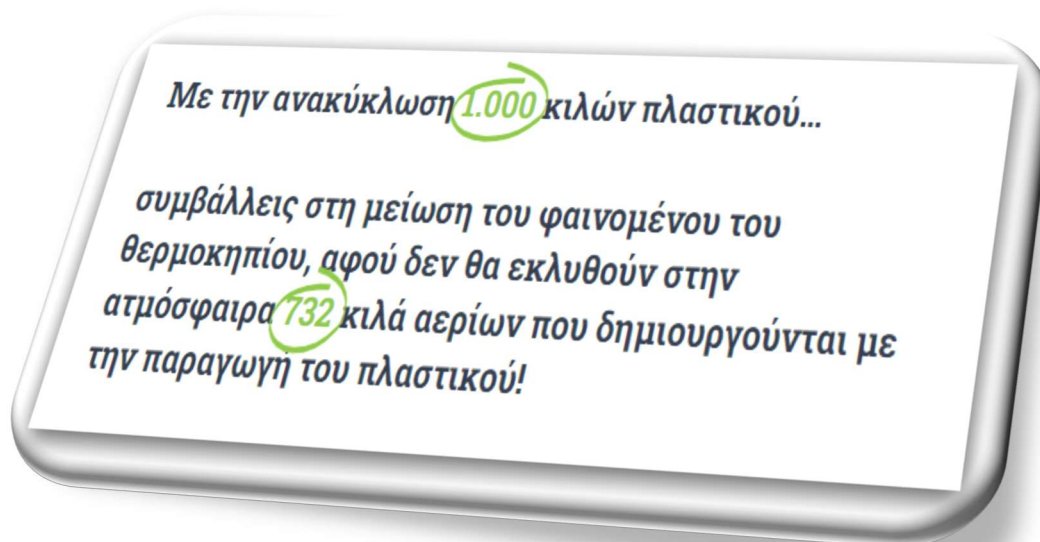 Με την ανακύκλωση 1.000 κιλών πλαστικού...
συμβάλλεις στη μείωση του φαινομένου του
θερμοκηπίου, αφού δεν θα εκλυθούν στην
ατμόσφαιρα 732 κιλά αερίων που δημιουργούνται με
την παραγωγή του πλαστικού!